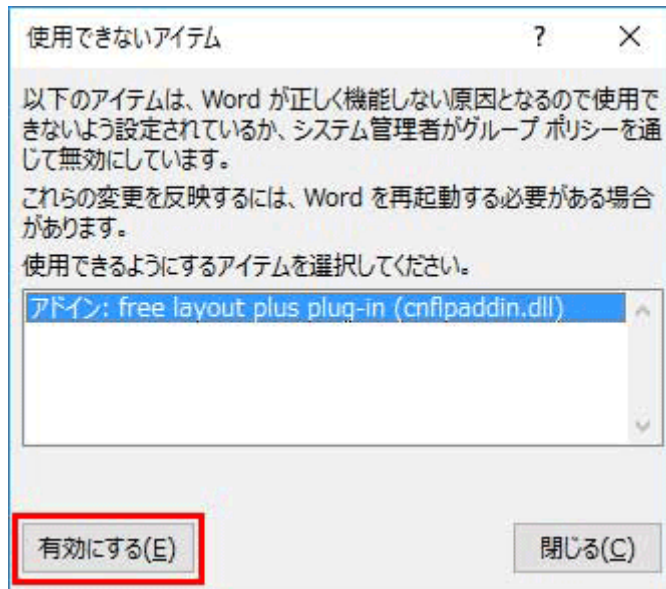 使用できないアイテム
以下のアイテムは、Word が正しく機能しない原因となるので使用で
きないよう設定されているか、システム管理者がグループ ポリシーを通
じて無効にしています。
これらの変更を反映するには、Word を再起動する必要がある場合
があります。
使用できるようにするアイテムを選択してください。
アドイン: free layout plus plug-in (cnflpaddin.dll)
有効にする(E) 閉じる(C)